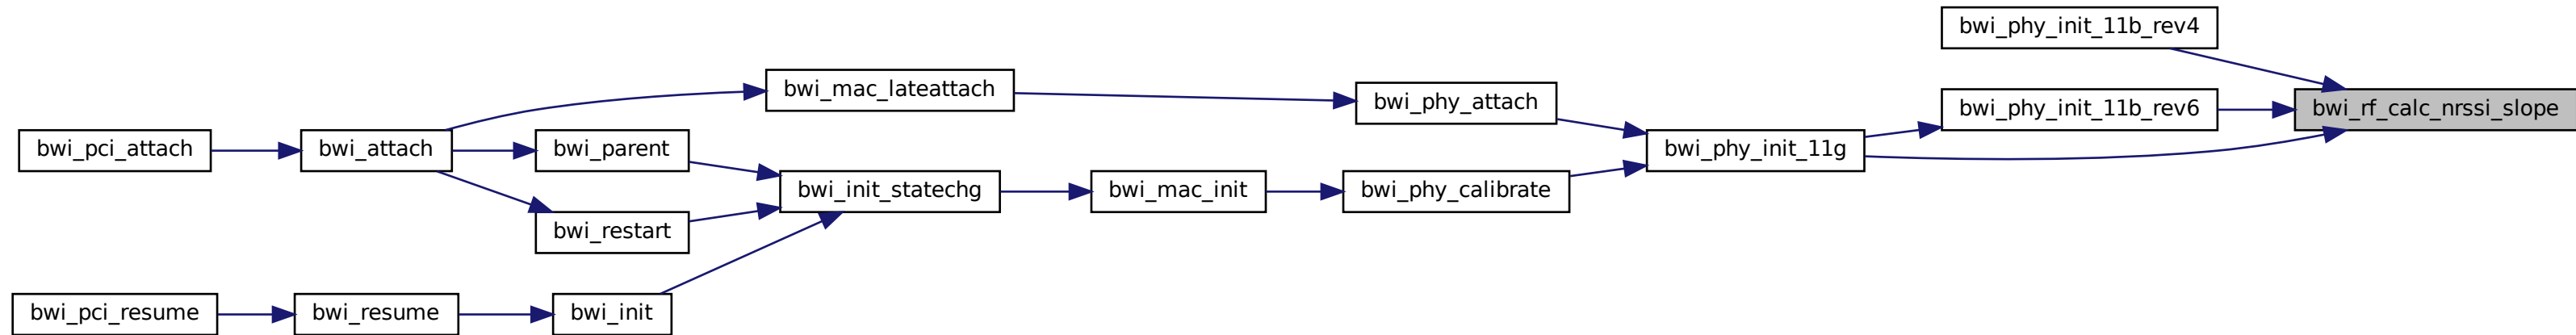 bwi_phy_init_11b_rev4
bwi_mac_lateattach
bwi_phy_attach
bwi_phy_init_11b_rev6
bwi_rf_calc_nrssi_slope
bwi_pci_attach
bwi_attach
bwi_parent
bwi_phy_init_11g
bwi_init_statechg
bwi_mac_init
bwi_phy_calibrate
bwi_restart
bwi_pci_resume
bwi_resume
bwi_init